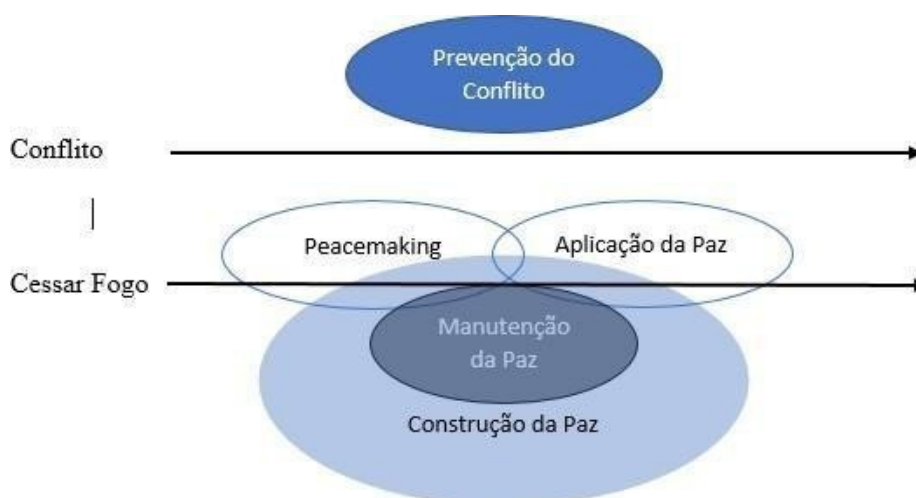 Prevenção do
Conflito
Conflito
Peacemaking
Aplicação da Paz
Cessar Fogo
Manutenção
da Paz
Construção da Paz